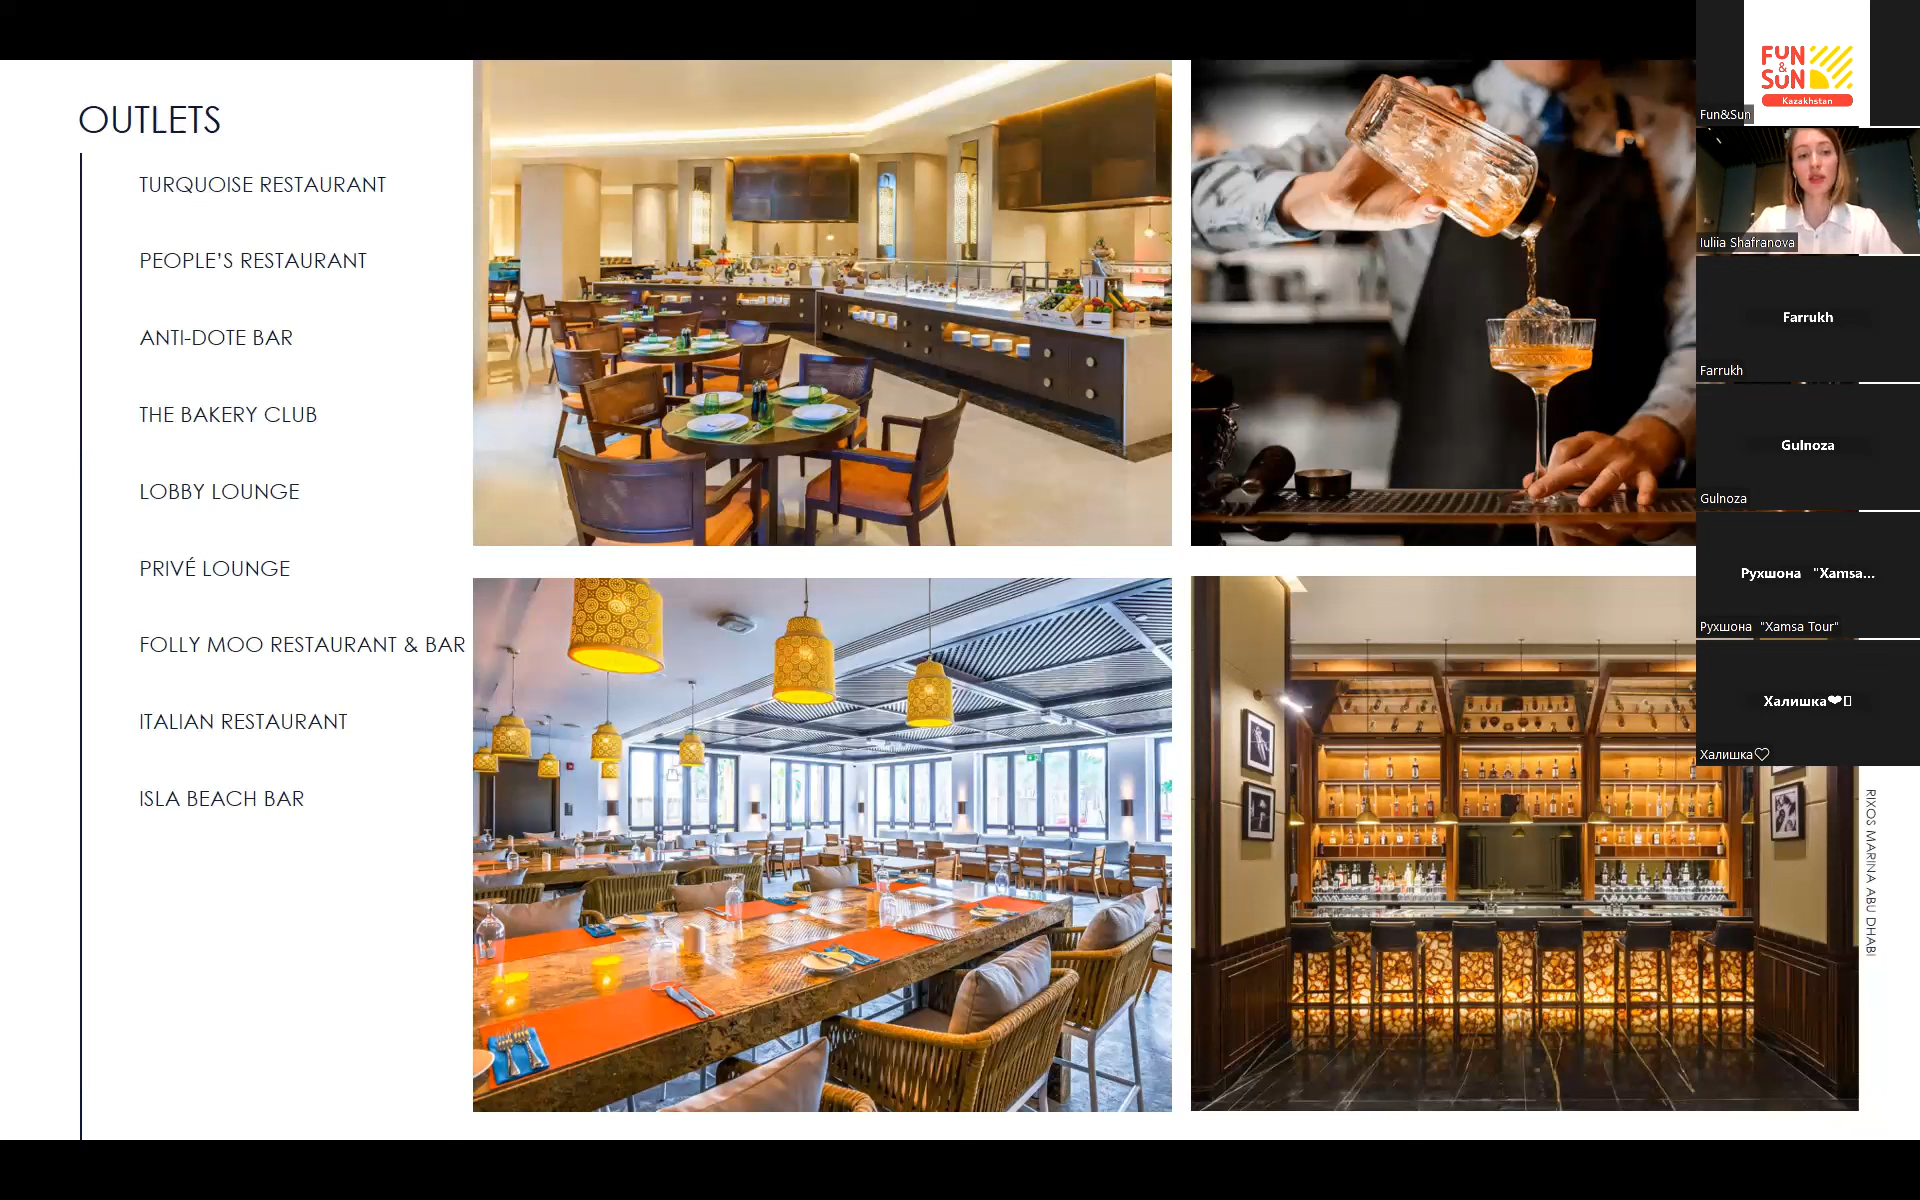 OUTLETS
TURQUOISE RESTAURANT
PEOPLE’S RESTAURANT
ANTI-DOTE BAR
THE BAKERY CLUB
LOBBY LOUNGE
PRIVÉ LOUNGE
FOLLY MOO RESTAURANT & BAR
ITALIAN RESTAURANT
ISLA BEACH BAR
RIXOS MARINA ABU DHABI
FUN
&
SUN
Kazakhstan
Fun&Sun
Iuliia Shafranova
Farrukh
Farrukh
Gulnoza
Gulnoza
Рухшона "Xamsa...
Рухшона "Xamsa Tour"
Халишка❤
Халишка♡